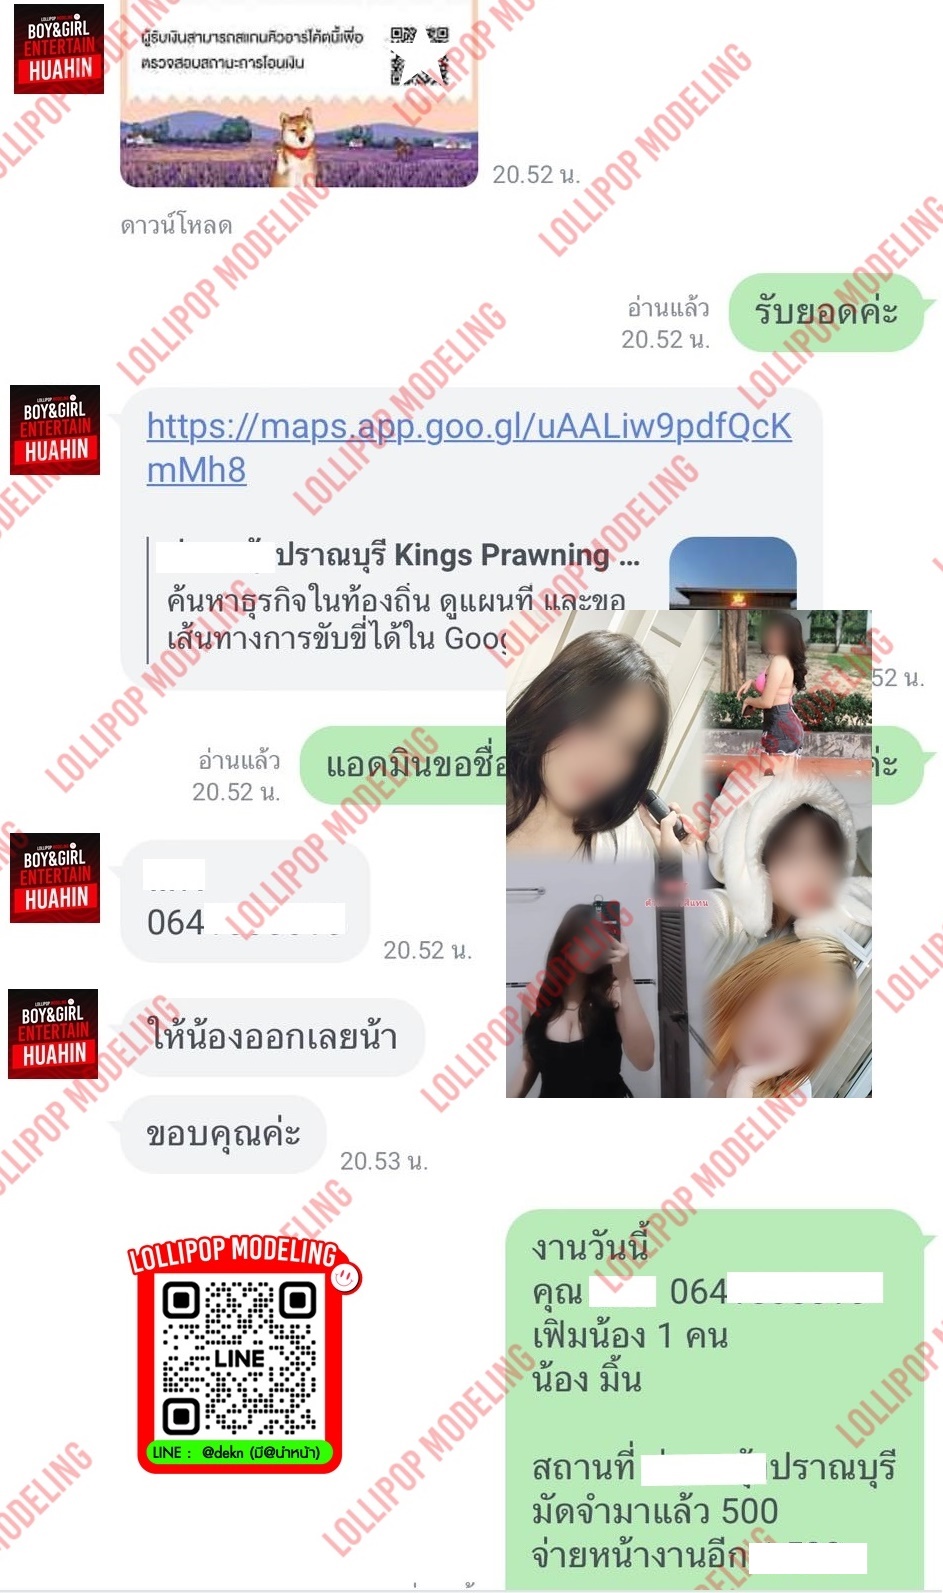 BOY&GIRL
ENTERTAIN
HUAHIN
ผู้รับเงินสามารถสแกนคิวอาร์โค้ดนี้เพื่อ
ตรวจสอบสถานะการโอนเงิน
20.52 น.
ดาวน์โหลด
อ่านแล้ว
20.52 น.
รับยอดค่ะ
BOY&GIRL
ENTERTAIN
HUAHIN
https://maps.app.goo.gl/uAALiw9pdfQcK
mMh8
ปราณบุรี Kings Prawning ...
ค้นหาธุรกิจในท้องถิ่น ดูแผนที่ และขอ
เส้นทางการขับขี่ได้ใน Goog
52 น.
อ่านแล้ว
20.52 น.
แอดมินขอชื่อ
ค่ะ
BOY&GIRL
ENTERTAIN
HUAHIN
064
20.52 น.
BOY&GIRL
ENTERTAIN
HUAHIN
ให้น้องออกเลยน้า
ขอบคุณค่ะ
20.53 น.
LOLLIPOP MODELING
LINE
LINE : @dekn (มี@นำหน้า)
งานวันนี้
คุณ 064
เฟิมน้อง 1 คน
น้อง มิ้น
สถานที่ ปราณบุรี
มัดจำมาแล้ว 500
จ่ายหน้างานอีก
LOLLIPOP MODELING